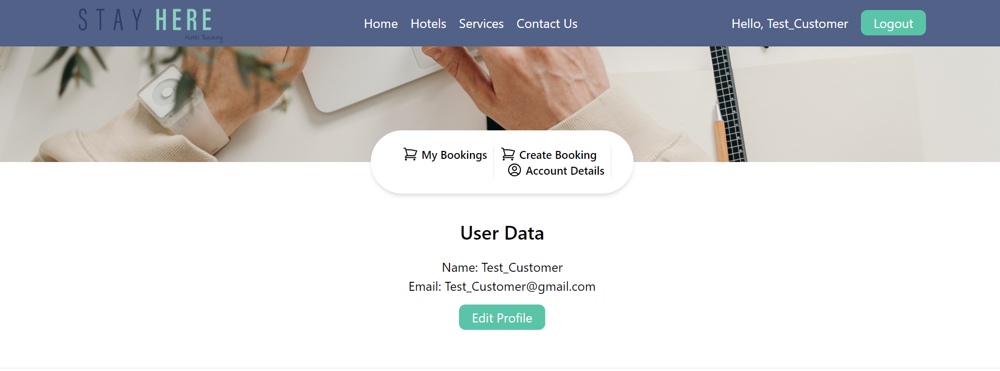 STAY HERE
Hotel Booking
Home Hotels Services Contact Us
Hello, Test_Customer Logout
My Bookings Create Booking
Account Details
User Data
Name: Test_Customer
Email: Test_Customer@gmail.com
Edit Profile